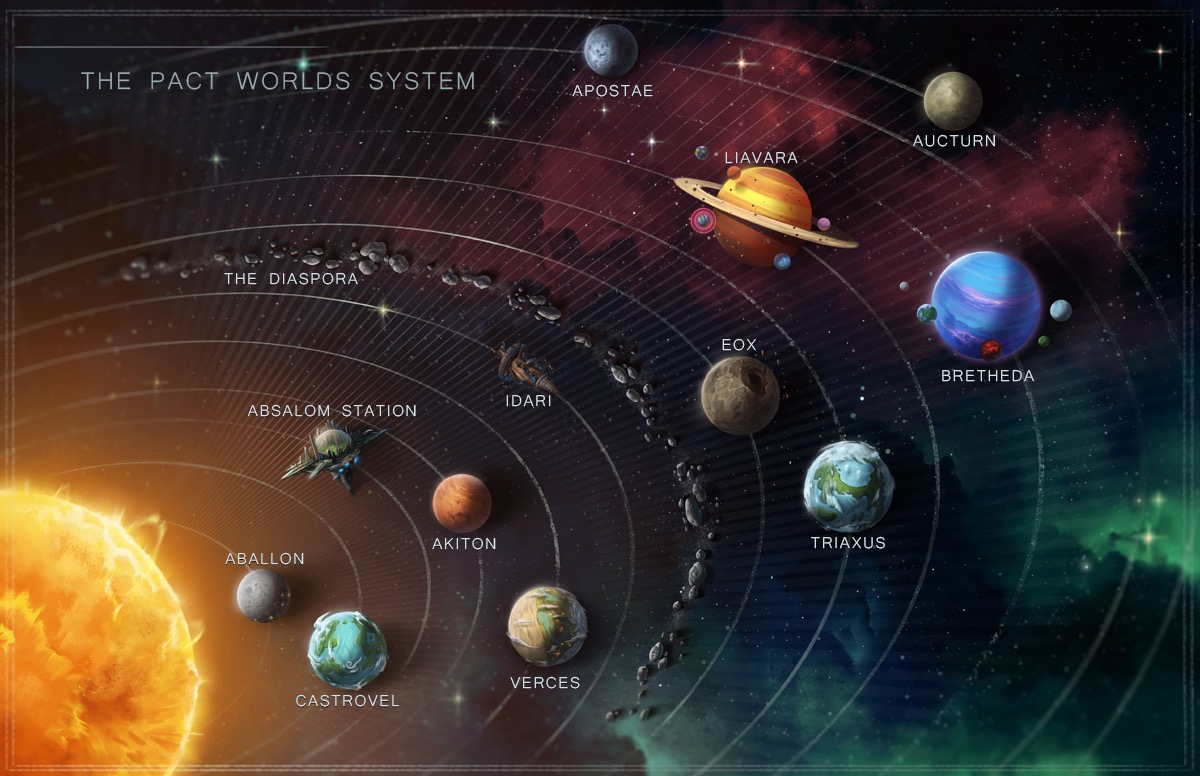 THE PACT WORLDS SYSTEM
APOSTAE
AUCTURN
LIAVARA
THE DIASPORA
EOX
BRETHEDA
IDARI
ABSALOM STATION
AKITON
TRIAXUS
ABALLON
VERCES
CASTROVEL